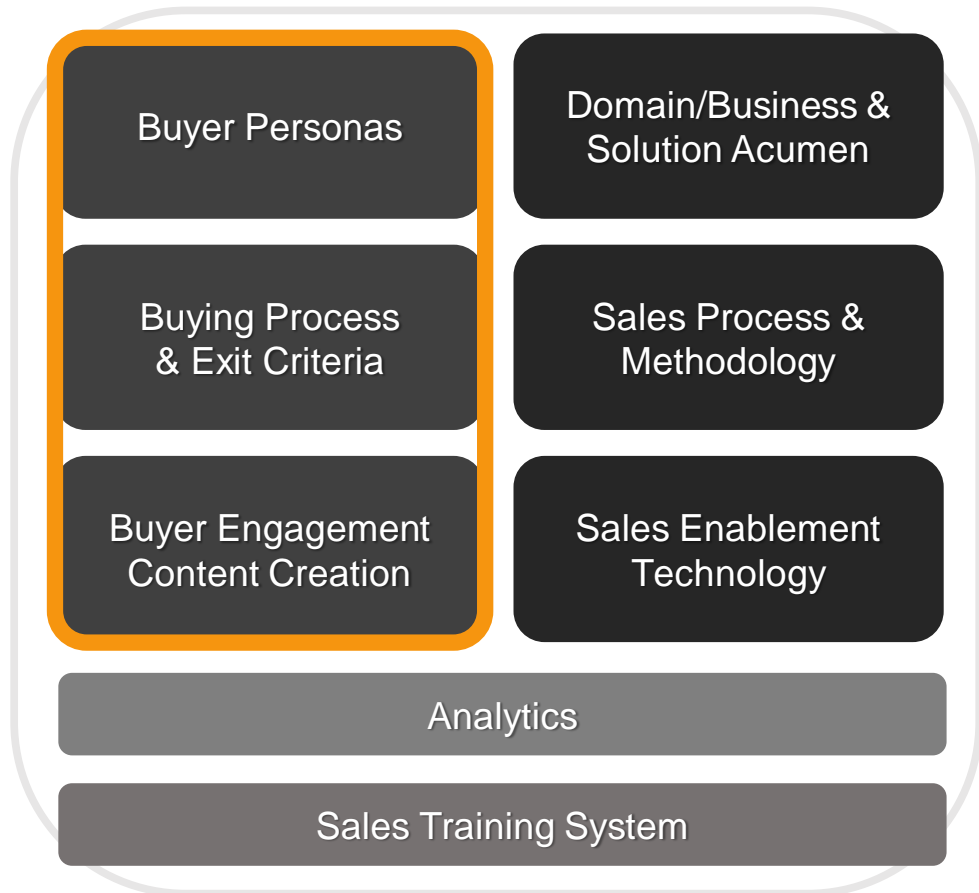 Buyer Personas
Domain/Business &
Solution Acumen
Buying Process
& Exit Criteria
Sales Process &
Methodology
Buyer Engagement
Content Creation
Sales Enablement
Technology
Analytics
Sales Training System